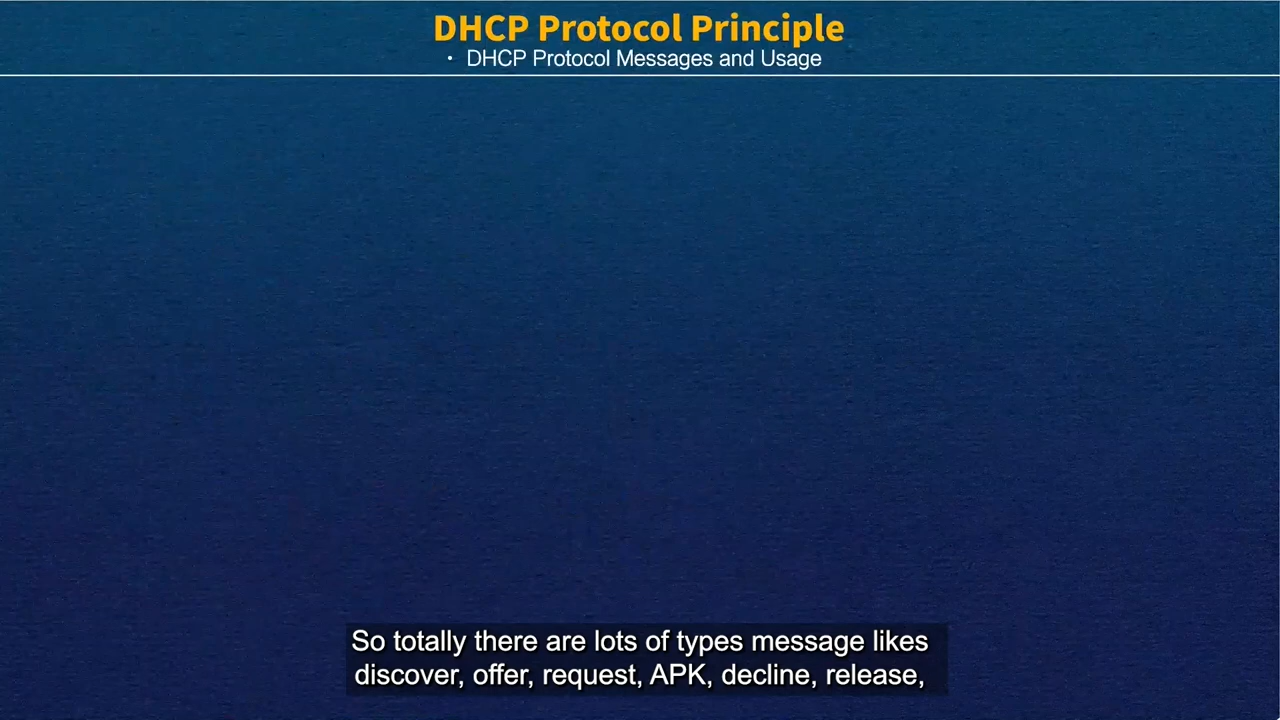 DHCP Protocol Principle
• DHCP Protocol Messages and Usage
So totally there are lots of types message likes
discover, offer, request, APK, decline, release,